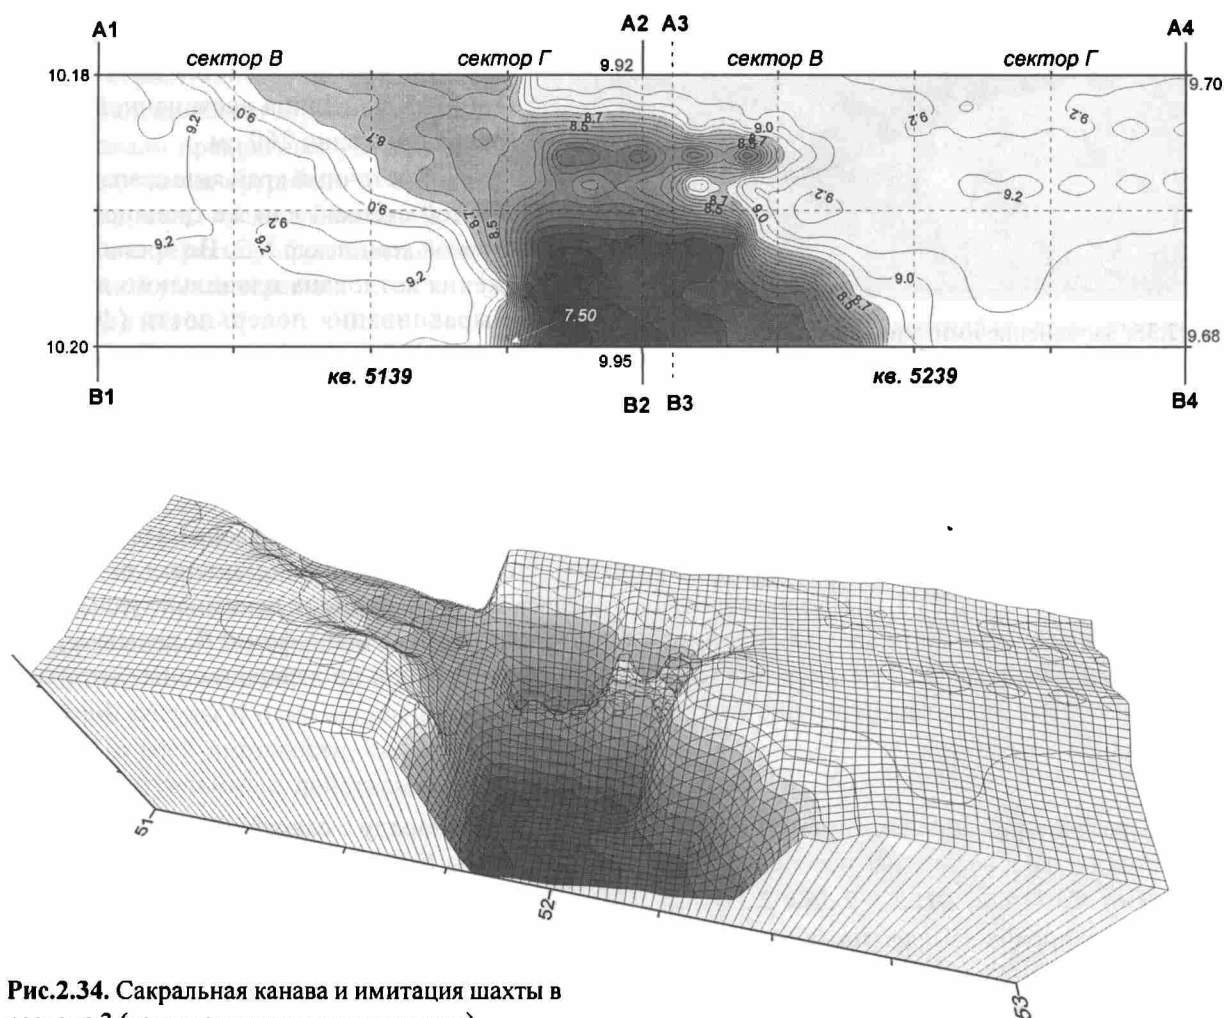 A1 A2 A3 A4
сектор В сектор Г 9.92 сектор В сектор Г
10.18 9.70
9.2 9.0 8.7 8.5 9.0 9.2 9.2
8.7 8.7
9.0 8.7 8.5 8.7 8.5 9.0 9.2 9.2
9.2 9.2 9.2 9.2 9.0
7.50 8.5 8.7
10.20 9.95 9.68
кв. 5139 кв. 5239
B1 B2 B3 B4
51
52
53
Рис.2.34. Сакральная канава и имитация шахты в